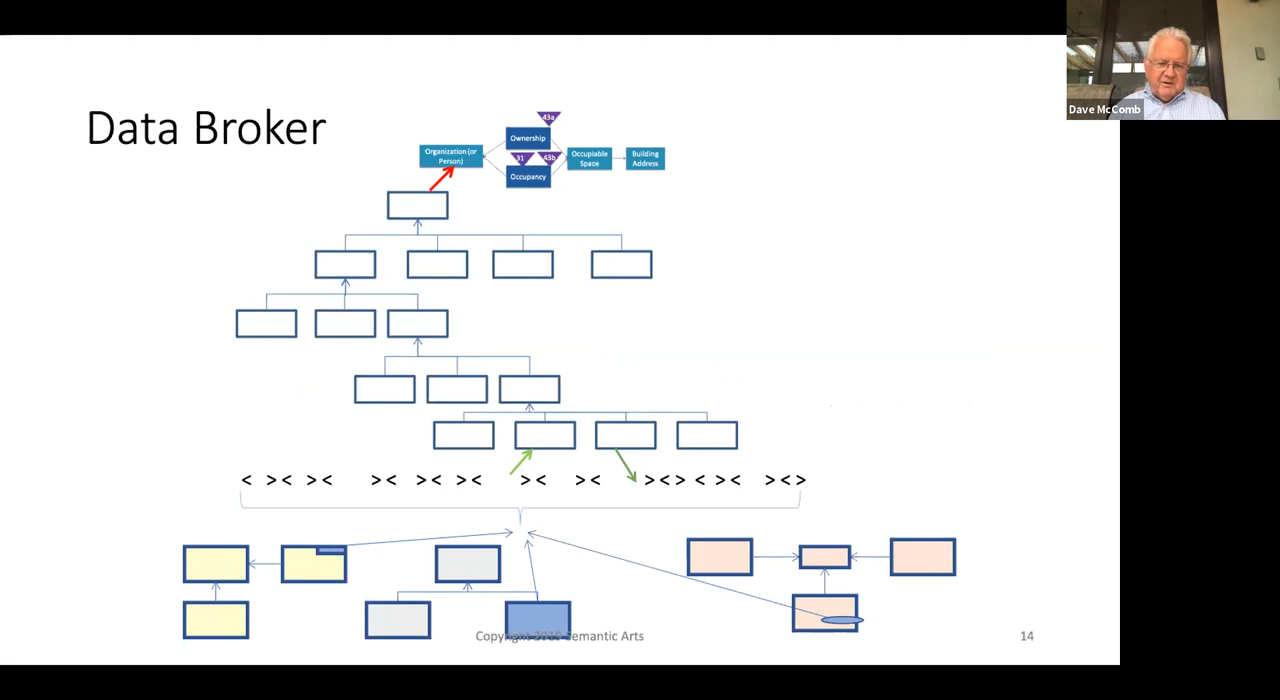 Dave McComb
Data Broker
43a
Ownership
Organization (or
Person)
31
43b
Occupancy
Occupiable
Space
Building
Address
< > < > < > < > < > < > < > < > < > < > < > < >
Copyright 2019 Semantic Arts
14